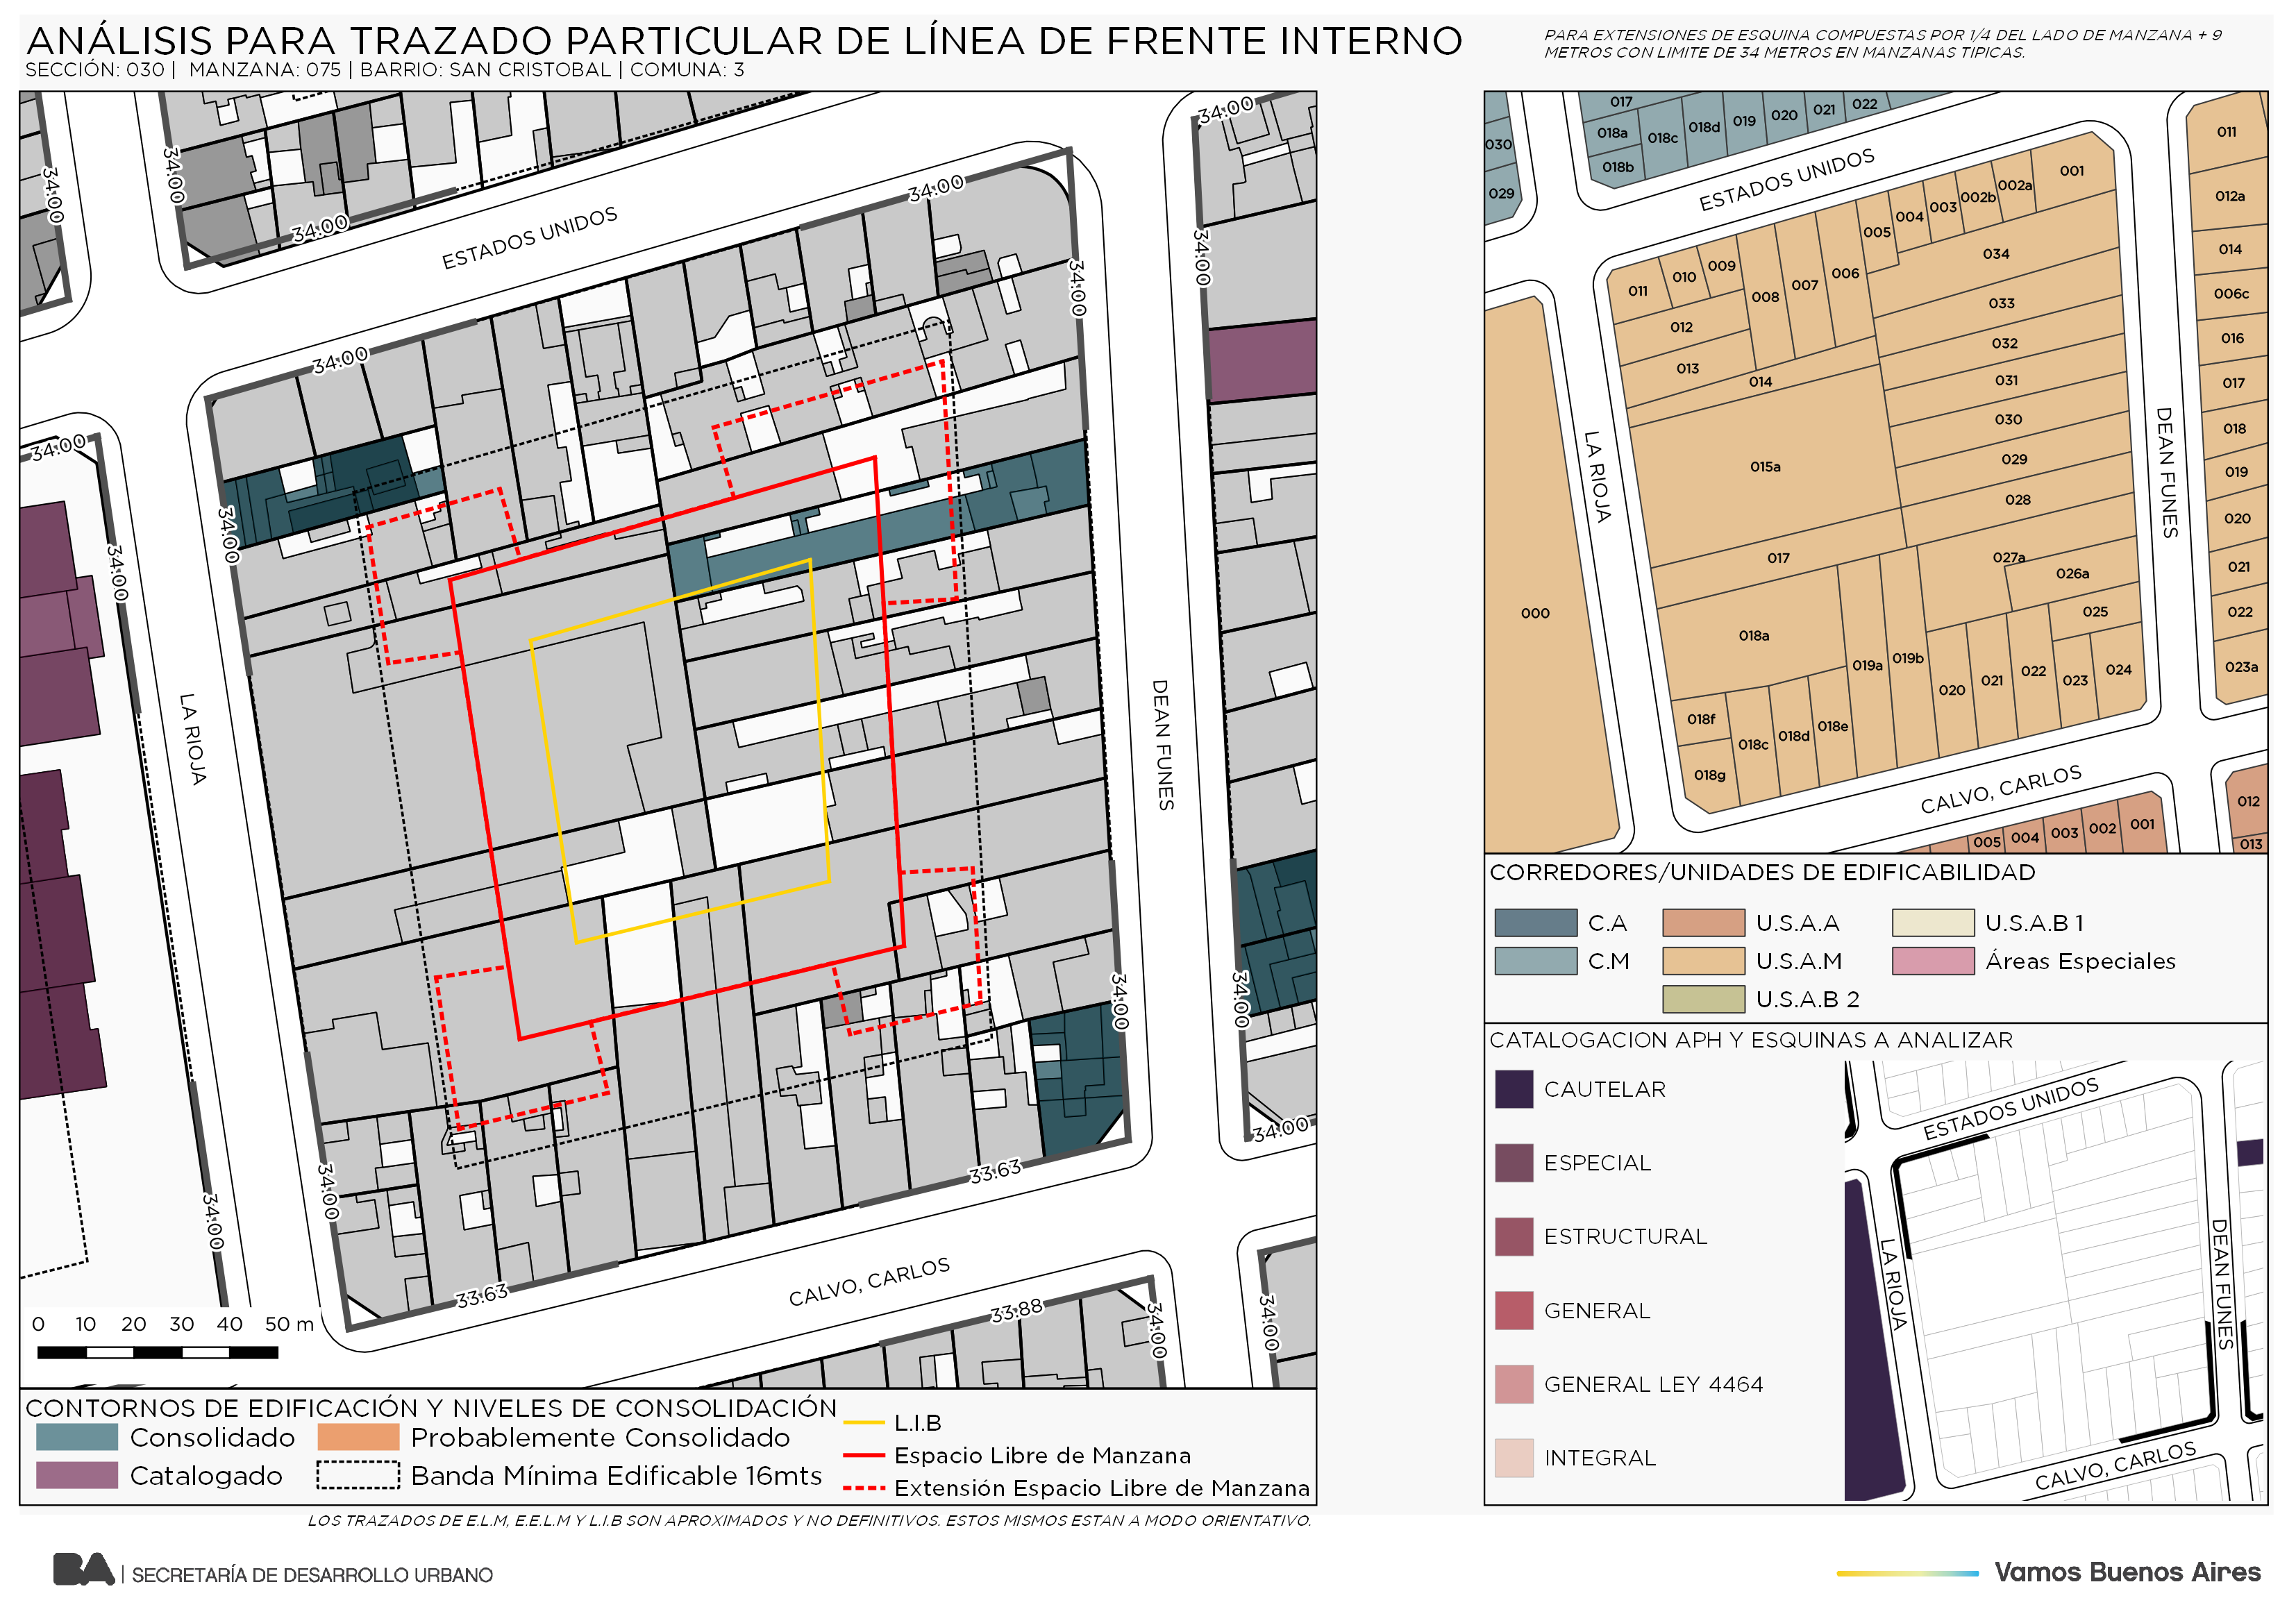 ANÁLISIS PARA TRAZADO PARTICULAR DE LÍNEA DE FRENTE INTERNO
SECCIÓN: 030 | MANZANA: 075 | BARRIO: SAN CRISTOBAL | COMUNA: 3
PARA EXTENSIONES DE ESQUINA COMPUESTAS POR 1/4 DEL LADO DE MANZANA + 9
METROS CON LIMITE DE 34 METROS EN MANZANAS TIPICAS.
34.00
34.00
34.00
34.00
ESTADOS UNIDOS
34.00
34.00
34.00
34.00
34.00
34.00
34.00
34.00
LA RIOJA
DEAN FUNES
34.00
34.00
34.00
34.00
34.00
33.63
33.63
CALVO, CARLOS
33.88
34.00
34.00
0 10 20 30 40 50 m
CONTORNOS DE EDIFICACIÓN Y NIVELES DE CONSOLIDACIÓN
Consolidado
Probablemente Consolidado
Catalogado
Banda Mínima Edificable 16mts
L.I.B
Espacio Libre de Manzana
Extensión Espacio Libre de Manzana
LOS TRAZADOS DE E.L.M, E.E.L.M Y L.I.B SON APROXIMADOS Y NO DEFINITIVOS. ESTOS MISMOS ESTAN A MODO ORIENTATIVO.
017
018a
018b
018c
018d
019
020
021
022
030
029
ESTADOS UNIDOS
011
012a
014
006c
016
017
018
019
020
021
022
023a
001
002a
002b
003
004
005
006
007
008
009
010
011
012
013
014
015a
017
018a
018f
018g
018c
018d
018e
019a
019b
020
021
022
023
024
025
026a
027a
028
029
030
031
032
033
034
000
LA RIOJA
DEAN FUNES
CALVO, CARLOS
005
004
003
002
001
012
013
CORREDORES/UNIDADES DE EDIFICABILIDAD
C.A
U.S.A.A
U.S.A.B 1
C.M
U.S.A.M
Áreas Especiales
U.S.A.B 2
CATALOGACION APH Y ESQUINAS A ANALIZAR
CAUTELAR
ESPECIAL
ESTRUCTURAL
GENERAL
GENERAL LEY 4464
INTEGRAL
ESTADOS UNIDOS
LA RIOJA
DEAN FUNES
CALVO, CARLOS
BA | SECRETARÍA DE DESARROLLO URBANO
Vamos Buenos Aires